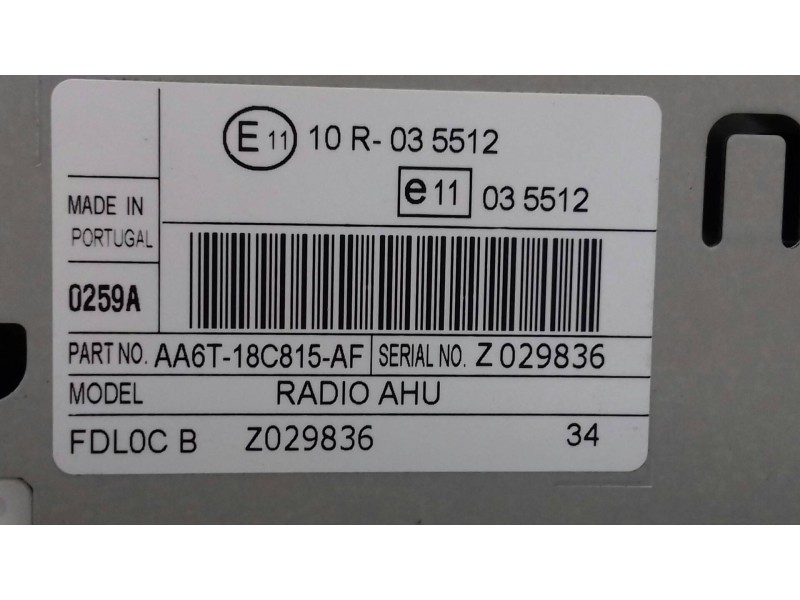 E 11 10 R- 03 5512
e 11 03 5512
MADE IN
PORTUGAL
0259A
PART NO. AA6T-18C815-AF SERIAL NO. Z 029836
MODEL RADIO AHU
FDL0C B Z029836 34